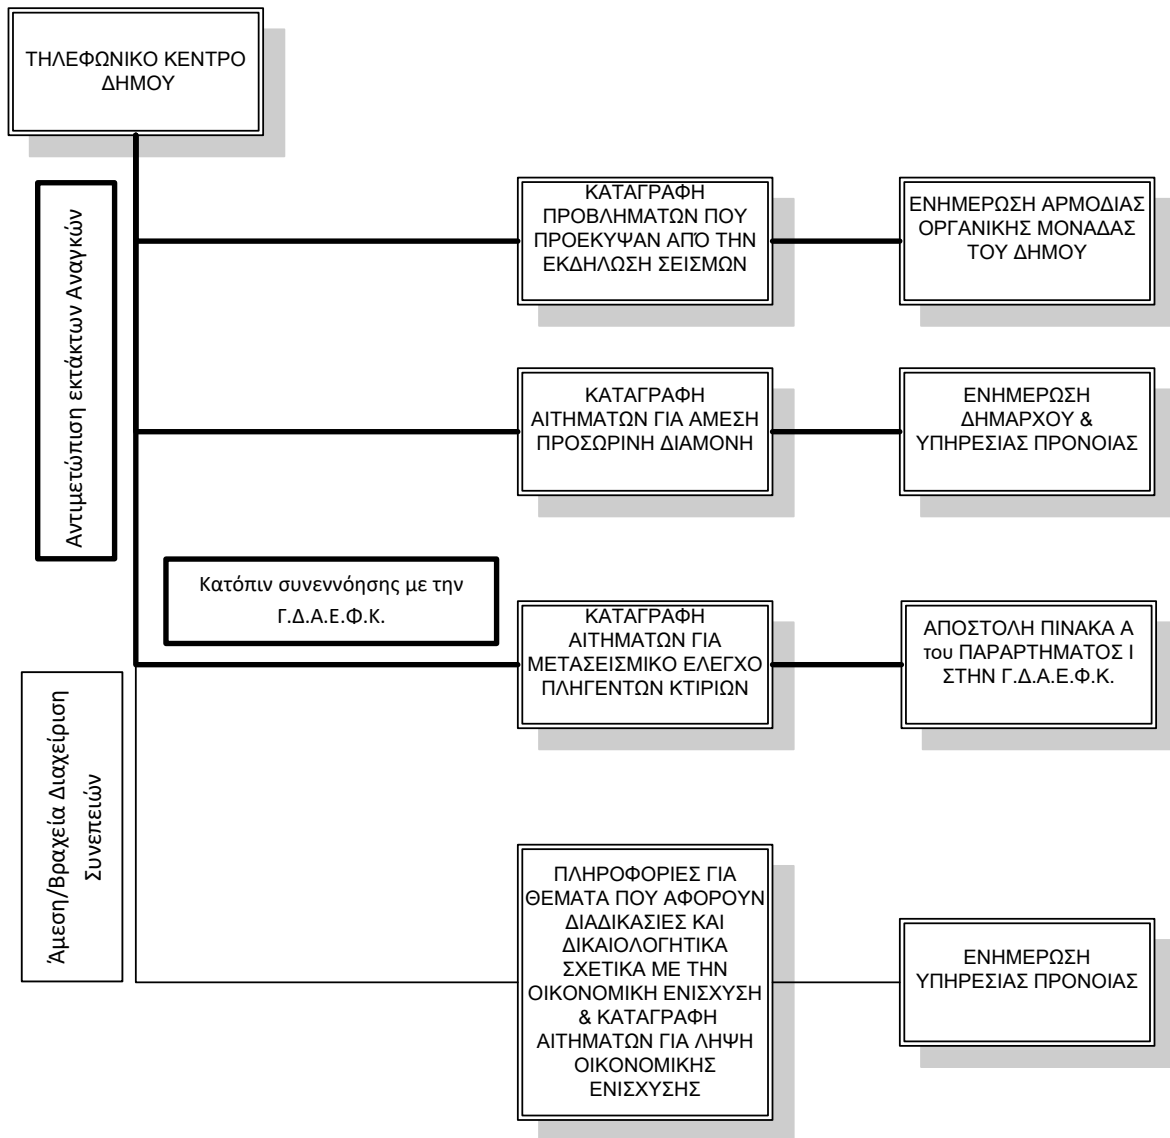 ΤΗΛΕΦΩΝΙΚΟ ΚΕΝΤΡΟ
ΔΗΜΟΥ
Αντιμετώπιση εκτάκτων Αναγκών
ΚΑΤΑΓΡΑΦΗ
ΠΡΟΒΛΗΜΑΤΩΝ ΠΟΥ
ΠΡΟΕΚΥΨΑΝ ΑΠΌ ΤΗΝ
ΕΚΔΗΛΩΣΗ ΣΕΙΣΜΩΝ
ΕΝΗΜΕΡΩΣΗ ΑΡΜΟΔΙΑΣ
ΟΡΓΑΝΙΚΗΣ ΜΟΝΑΔΑΣ
ΤΟΥ ΔΗΜΟΥ
ΚΑΤΑΓΡΑΦΗ
ΑΙΤΗΜΑΤΩΝ ΓΙΑ ΑΜΕΣΗ
ΠΡΟΣΩΡΙΝΗ ΔΙΑΜΟΝΗ
ΕΝΗΜΕΡΩΣΗ
ΔΗΜΑΡΧΟΥ &
ΥΠΗΡΕΣΙΑΣ ΠΡΟΝΟΙΑΣ
Κατόπιν συνεννόησης με την
Γ.Δ.Α.Ε.Φ.Κ.
ΚΑΤΑΓΡΑΦΗ
ΑΙΤΗΜΑΤΩΝ ΓΙΑ
ΜΕΤΑΣΕΙΣΜΙΚΟ ΕΛΕΓΧΟ
ΠΛΗΓΕΝΤΩΝ ΚΤΙΡΙΩΝ
ΑΠΟΣΤΟΛΗ ΠΙΝΑΚΑ Α
του ΠΑΡΑΡΤΗΜΑΤΟΣ Ι
ΣΤΗΝ Γ.Δ.Α.Ε.Φ.Κ.
Άμεση/Βραχεία Διαχείριση
Συνεπειών
ΠΛΗΡΟΦΟΡΙΕΣ ΓΙΑ
ΘΕΜΑΤΑ ΠΟΥ ΑΦΟΡΟΥΝ
ΔΙΑΔΙΚΑΣΙΕΣ ΚΑΙ
ΔΙΚΑΙΟΛΟΓΗΤΙΚΑ
ΣΧΕΤΙΚΑ ΜΕ ΤΗΝ
ΟΙΚΟΝΟΜΙΚΗ ΕΝΙΣΧΥΣΗ
& ΚΑΤΑΓΡΑΦΗ
ΑΙΤΗΜΑΤΩΝ ΓΙΑ ΛΗΨΗ
ΟΙΚΟΝΟΜΙΚΗΣ
ΕΝΙΣΧΥΣΗΣ
ΕΝΗΜΕΡΩΣΗ
ΥΠΗΡΕΣΙΑΣ ΠΡΟΝΟΙΑΣ